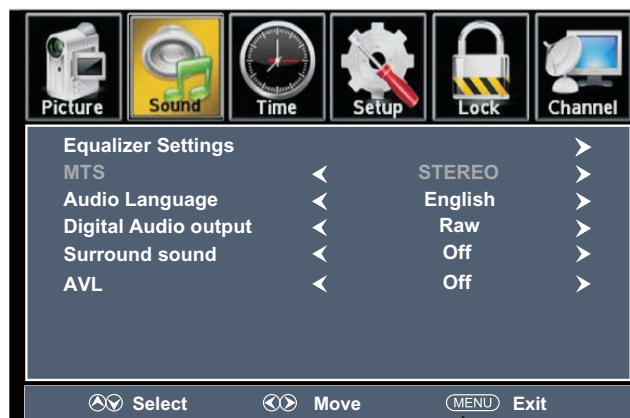 Picture Sound Time Setup Lock Channel
Equalizer Settings
MTS STEREO
Audio Language English
Digital Audio output Raw
Surround sound Off
AVL Off
Select Move MENU Exit